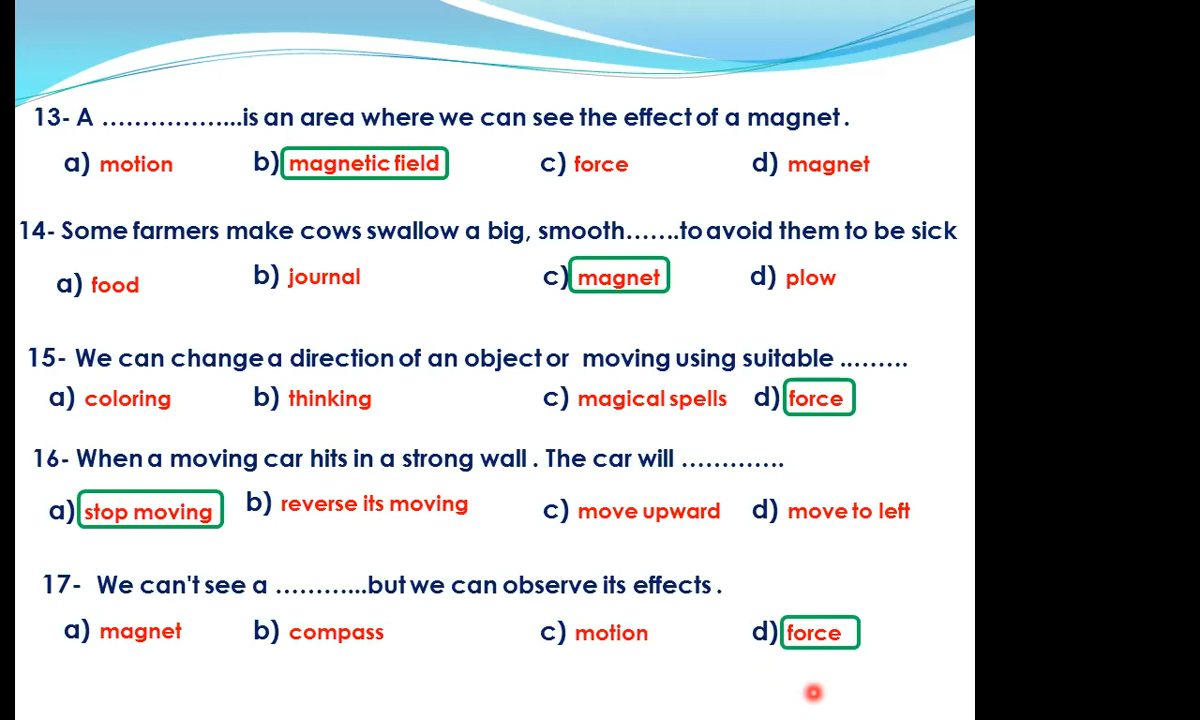 13- A ……………...is an area where we can see the effect of a magnet.
a) motion b) magnetic field c) force d) magnet
14- Some farmers make cows swallow a big, smooth…….to avoid them to be sick
a) food b) journal c) magnet d) plow
15- We can change a direction of an object or moving using suitable ...……
a) coloring b) thinking c) magical spells d) force
16- When a moving car hits in a strong wall . The car will ………….
a) stop moving b) reverse its moving c) move upward d) move to left
17- We can't see a ………...but we can observe its effects .
a) magnet b) compass c) motion d) force